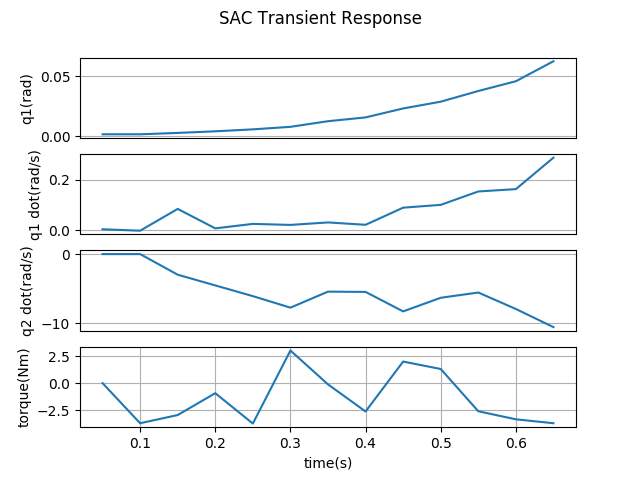 SAC Transient Response
q1(rad)
0.05
0.00
q1 dot(rad/s)
0.2
0.0
q2 dot(rad/s)
0
−10
torque(Nm)
2.5
0.0
−2.5
0.1 0.2 0.3 0.4 0.5 0.6
time(s)